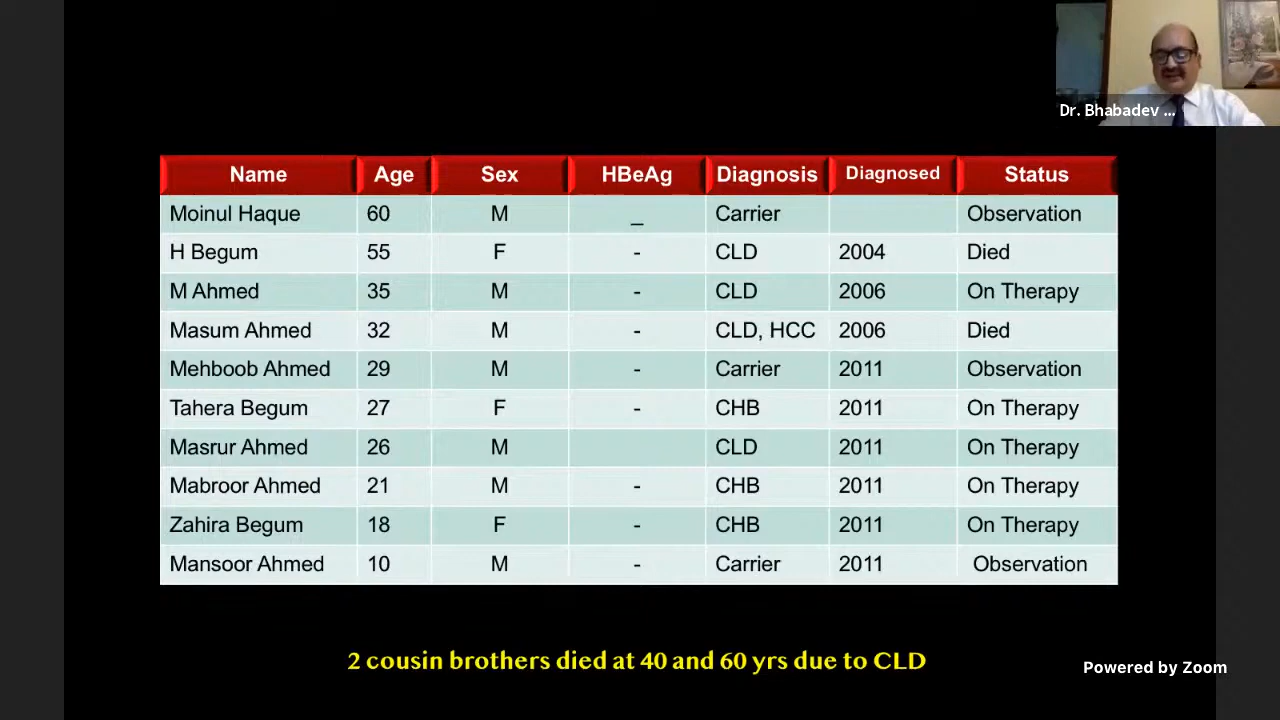 Dr. Bhabadev ...
Name Age Sex HBeAg Diagnosis Diagnosed Status
Moinul Haque 60 M _ Carrier Observation
H Begum 55 F - CLD 2004 Died
M Ahmed 35 M - CLD 2006 On Therapy
Masum Ahmed 32 M - CLD, HCC 2006 Died
Mehboob Ahmed 29 M - Carrier 2011 Observation
Tahera Begum 27 F - CHB 2011 On Therapy
Masrur Ahmed 26 M CLD 2011 On Therapy
Mabroor Ahmed 21 M - CHB 2011 On Therapy
Zahira Begum 18 F - CHB 2011 On Therapy
Mansoor Ahmed 10 M - Carrier 2011 Observation
2 cousin brothers died at 40 and 60 yrs due to CLD
Powered by Zoom